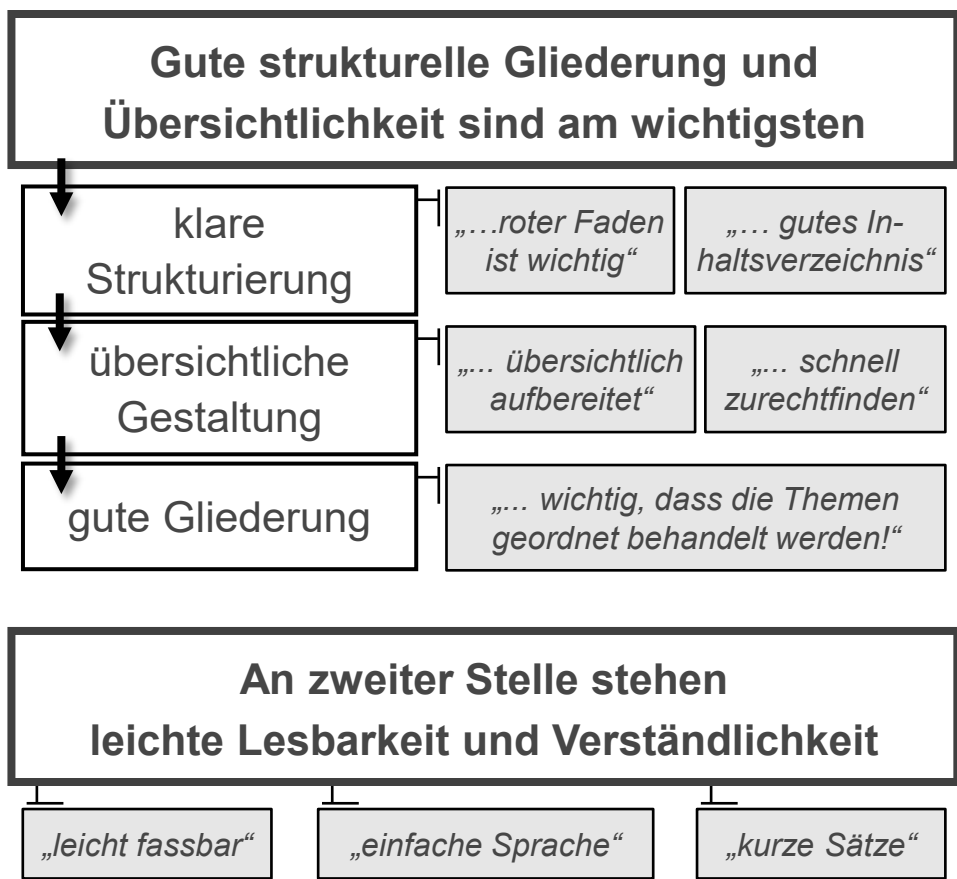 Gute strukturelle Gliederung und
Übersichtlichkeit sind am wichtigsten
klare
Strukturierung
„…roter Faden
ist wichtig“
„… gutes In-
haltsverzeichnis“
übersichtliche
Gestaltung
„... übersichtlich
aufbereitet“
„... schnell
zurechtfinden“
gute Gliederung
„... wichtig, dass die Themen
geordnet behandelt werden!“
An zweiter Stelle stehen
leichte Lesbarkeit und Verständlichkeit
„leicht fassbar“
„einfache Sprache“
„kurze Sätze“